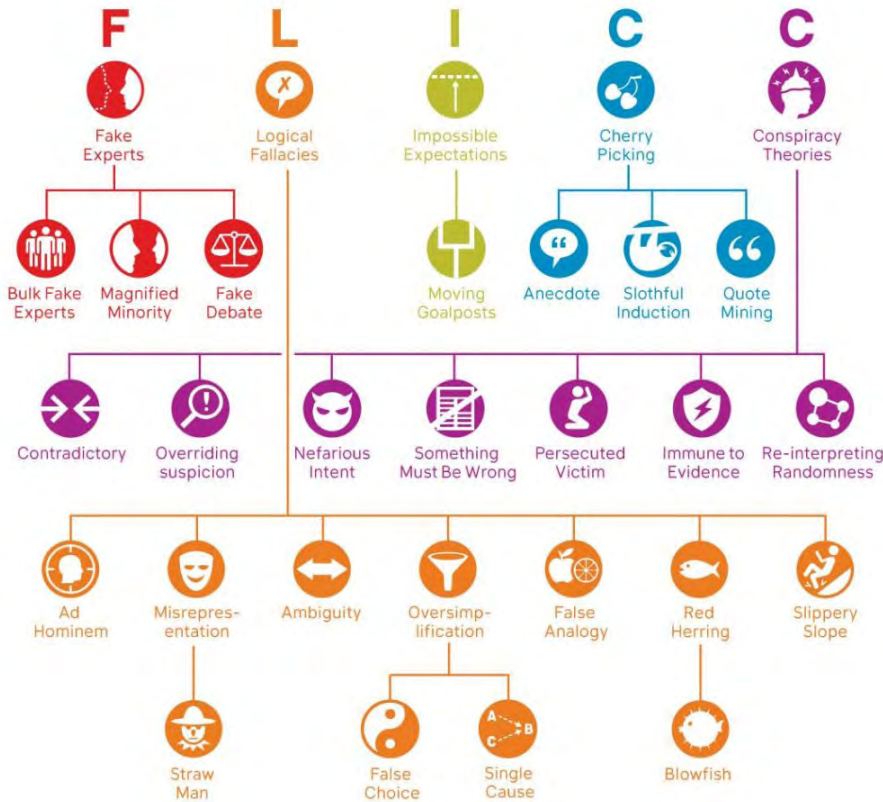 F L I C C
Fake Experts
Logical Fallacies
Impossible Expectations
Cherry Picking
Conspiracy Theories
Bulk Fake Experts
Magnified Minority
Fake Debate
Moving Goalposts
Anecdote
Slothful Induction
Quote Mining
Contradictory
Overriding suspicion
Nefarious Intent
Something Must Be Wrong
Persecuted Victim
Immune to Evidence
Re-interpreting Randomness
Ad Hominem
Misrepres-
entation
Ambiguity
Oversimp-
lification
False Analogy
Red Herring
Slippery Slope
Straw Man
False Choice
A
C
B
Single Cause
Blowfish